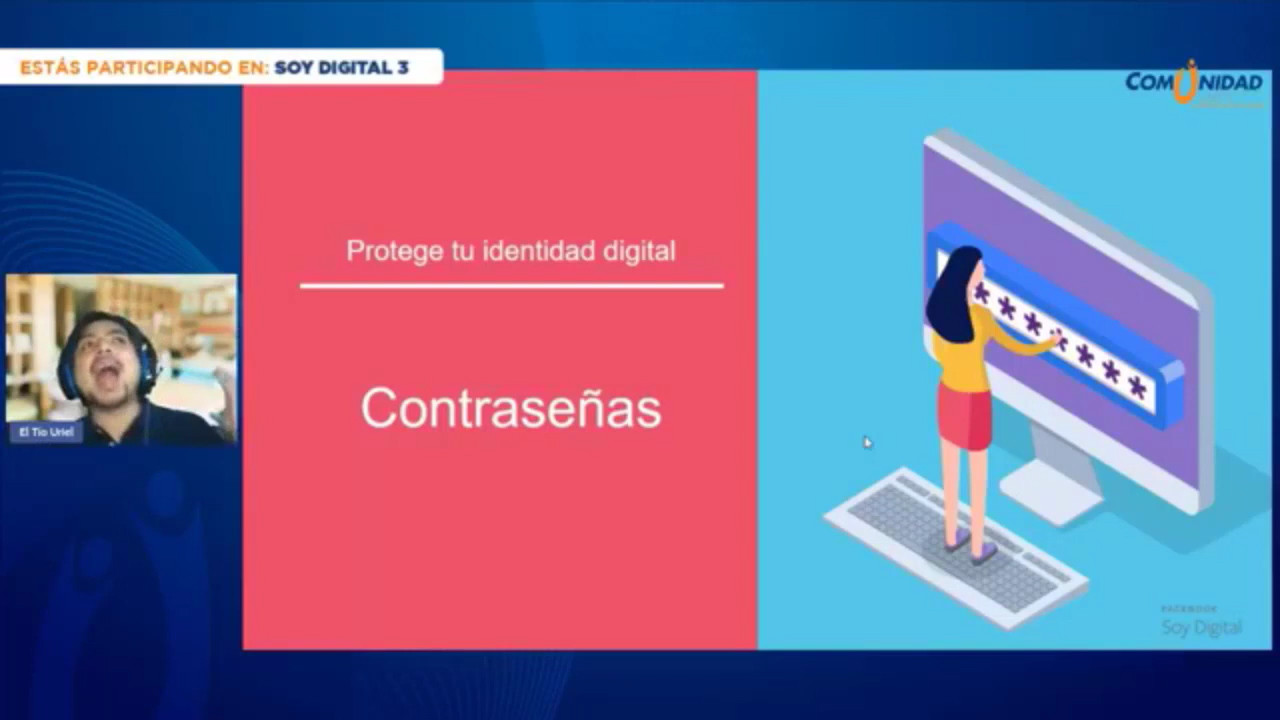 ESTÁS PARTICIPANDO EN: SOY DIGITAL 3
COMUNIDAD
Protege tu identidad digital
Contraseñas
*******
El Tío Uriel
FACEBOOK
Soy Digital